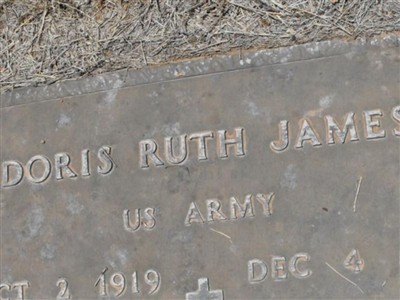 DORIS RUTH JAMES
US ARMY
CT 2 1919 DEC 4